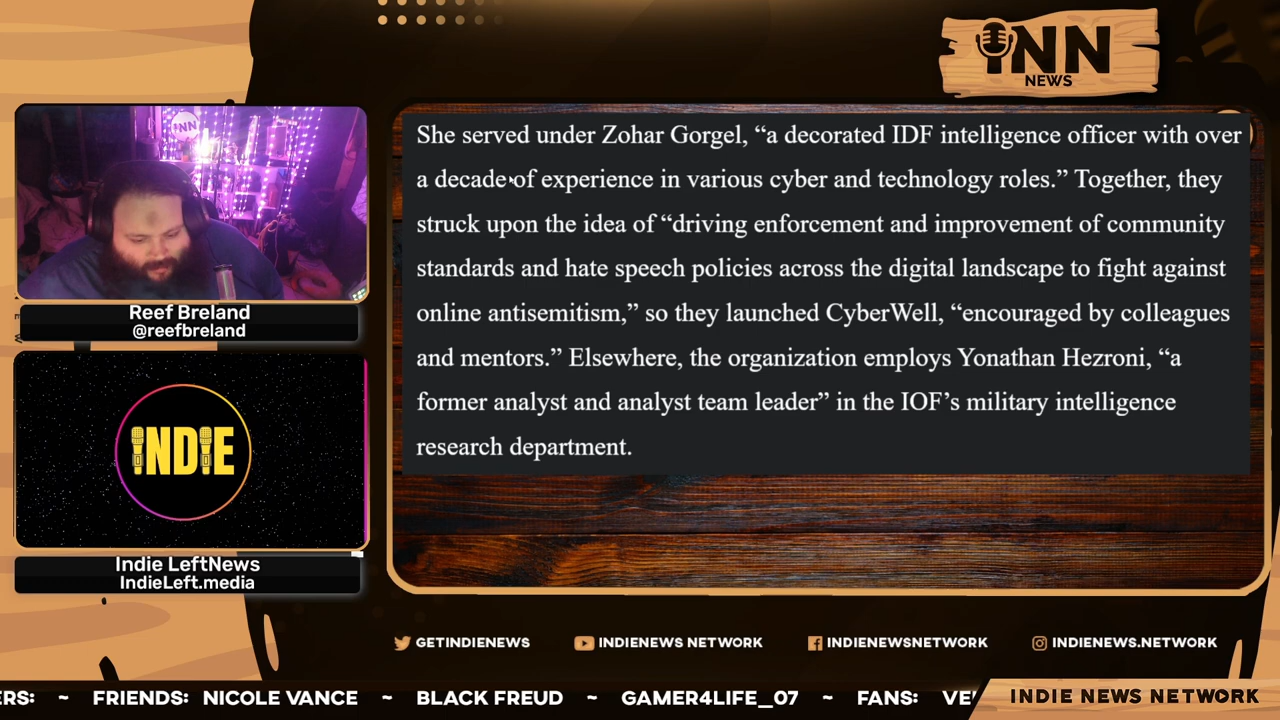 iNN
NEWS
She served under Zohar Gorgel, “a decorated IDF intelligence officer with over
a decade of experience in various cyber and technology roles.” Together, they
struck upon the idea of “driving enforcement and improvement of community
standards and hate speech policies across the digital landscape to fight against
online antisemitism,” so they launched CyberWell, “encouraged by colleagues
and mentors.” Elsewhere, the organization employs Yonathan Hezroni, “a
former analyst and analyst team leader” in the IOF’s military intelligence
research department.
iNN
Reef Breland
@reefbreland
INDIE
Indie LeftNews
IndieLeft.media
GETINDIENEWS
INDIENEWS NETWORK
INDIENEWSNETWORK
INDIENEWS.NETWORK
ERS: ~ FRIENDS: NICOLE VANCE ~ BLACK FREUD ~ GAMER4LIFE_07 ~ FANS:
INDIE NEWS NETWORK